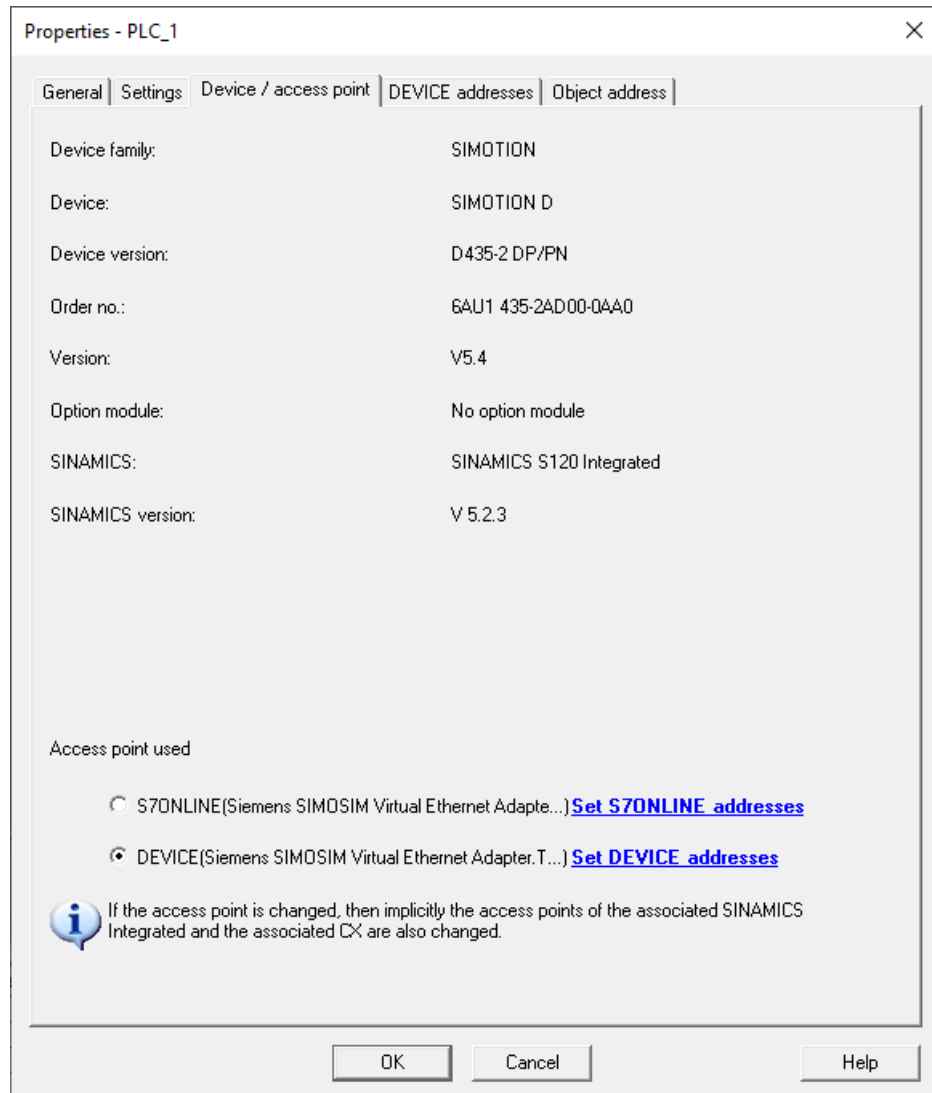 Properties - PLC_1
General Settings Device / access point DEVICE addresses Object address
Device family: SIMOTION
Device: SIMOTION D
Device version: D435-2 DP/PN
Order no.: 6AU1 435-2AD00-0AA0
Version: V5.4
Option module: No option module
SINAMICS: SINAMICS S120 Integrated
SINAMICS version: V 5.2.3
Access point used
S7ONLINE(Siemens SIMOSIM Virtual Ethernet Adapte...) Set S7ONLINE addresses
DEVICE(Siemens SIMOSIM Virtual Ethernet Adapter.T...) Set DEVICE addresses
If the access point is changed, then implicitly the access points of the associated SINAMICS
Integrated and the associated CX are also changed.
OK Cancel Help